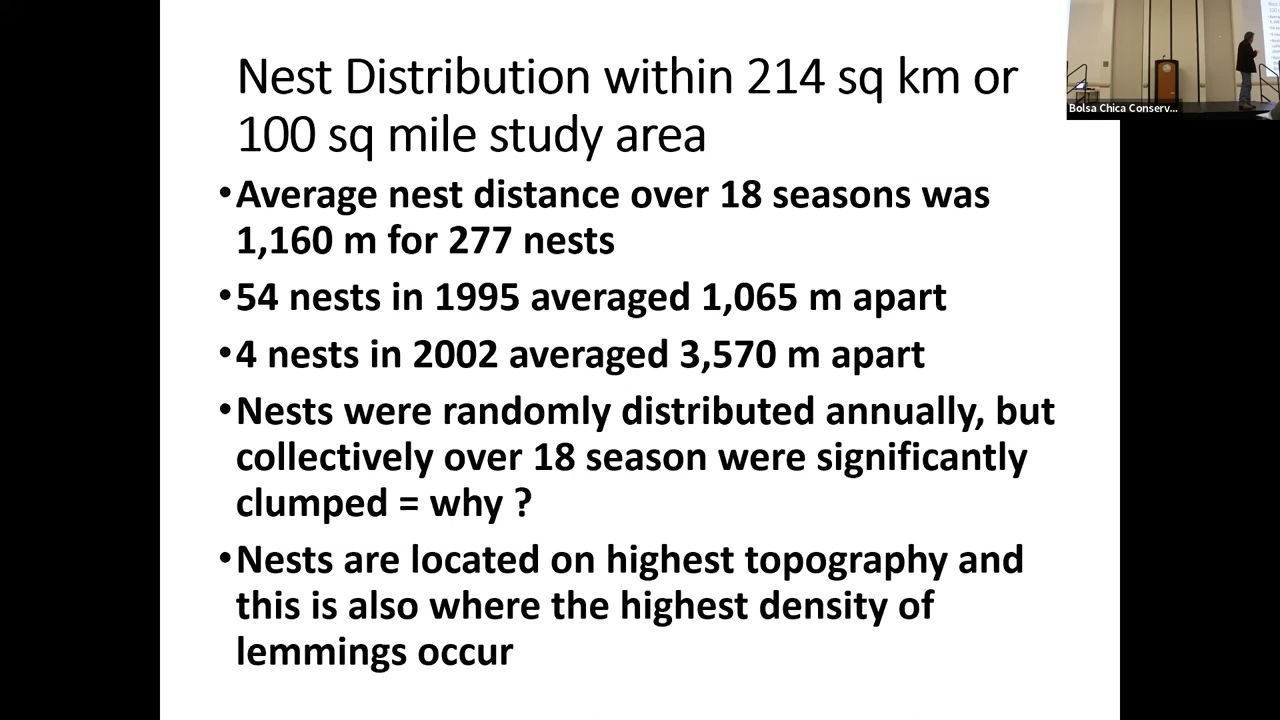 Nest Distribution within 214 sq km or
100 sq mile study area
•Average nest distance over 18 seasons was
1,160 m for 277 nests
•54 nests in 1995 averaged 1,065 m apart
•4 nests in 2002 averaged 3,570 m apart
•Nests were randomly distributed annually, but
collectively over 18 season were significantly
clumped = why ?
•Nests are located on highest topography and
this is also where the highest density of
lemmings occur
Bolsa Chica Conserv...